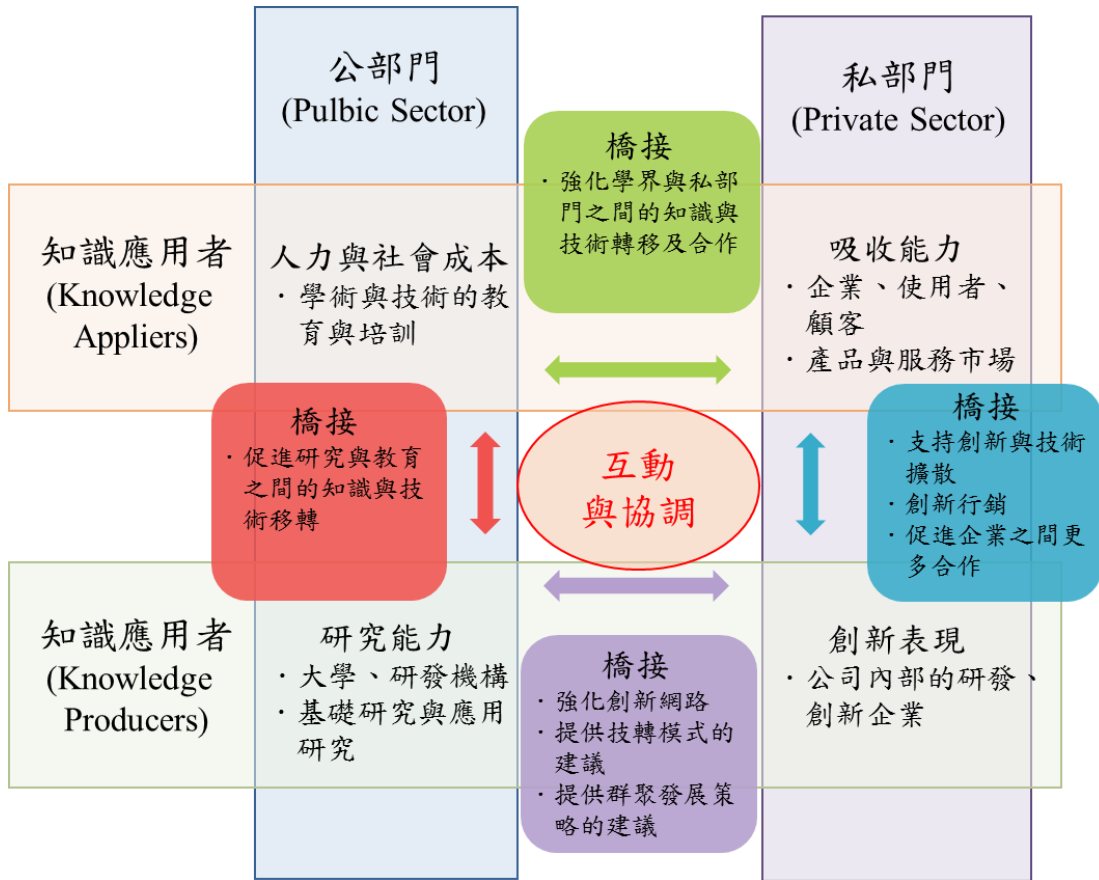 公部門
(Pulbic Sector)
私部門
(Private Sector)
橋接
· 強化學界與私部
門之間的知識與
技術轉移及合作
知識應用者
(Knowledge
Appliers)
人力與社會成本
· 學術與技術的教
育與培訓
吸收能力
· 企業、使用者、
顧客
· 產品與服務市場
橋接
· 促進研究與教育
之間的知識與技
術移轉
互動
與協調
橋接
· 支持創新與技術
擴散
· 創新行銷
· 促進企業之間更
多合作
知識應用者
(Knowledge
Producers)
研究能力
· 大學、研發機構
· 基礎研究與應用
研究
橋接
· 強化創新網路
· 提供技轉模式的
建議
· 提供群聚發展策
略的建議
創新表現
· 公司內部的研發、
創新企業